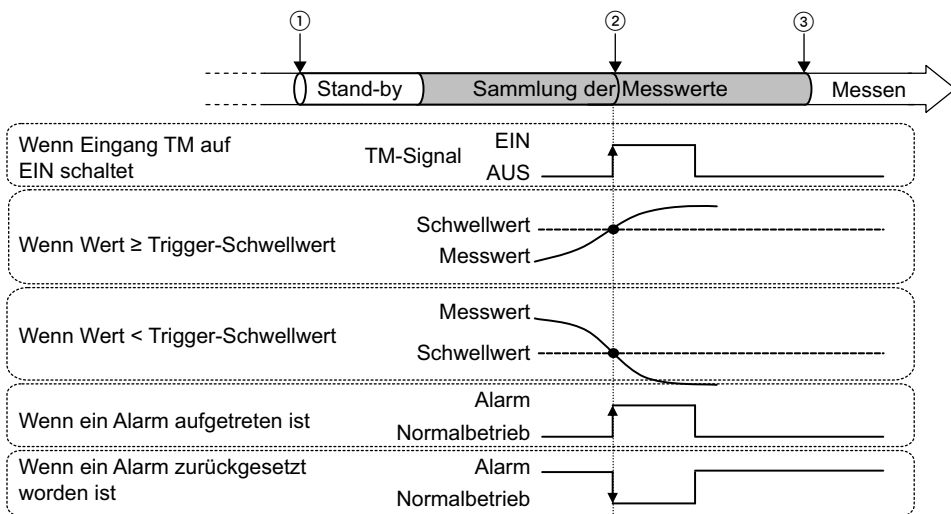 ① ② ③
Stand-by Sammlung der Messwerte Messen
Wenn Eingang TM auf
EIN schaltet
TM-Signal
EIN
AUS
Wenn Wert ≥ Trigger-Schwellwert
Schwellwert
Messwert
Wenn Wert < Trigger-Schwellwert
Messwert
Schwellwert
Wenn ein Alarm aufgetreten ist
Alarm
Normalbetrieb
Wenn ein Alarm zurückgesetzt
worden ist
Alarm
Normalbetrieb